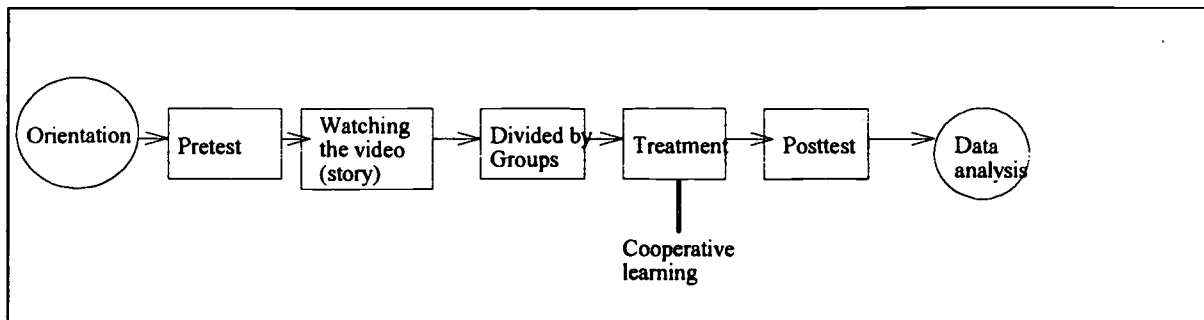 Orientation
Pretest
Watching
the video
(story)
Divided by
Groups
Treatment
Posttest
Data
analysis
Cooperative
learning